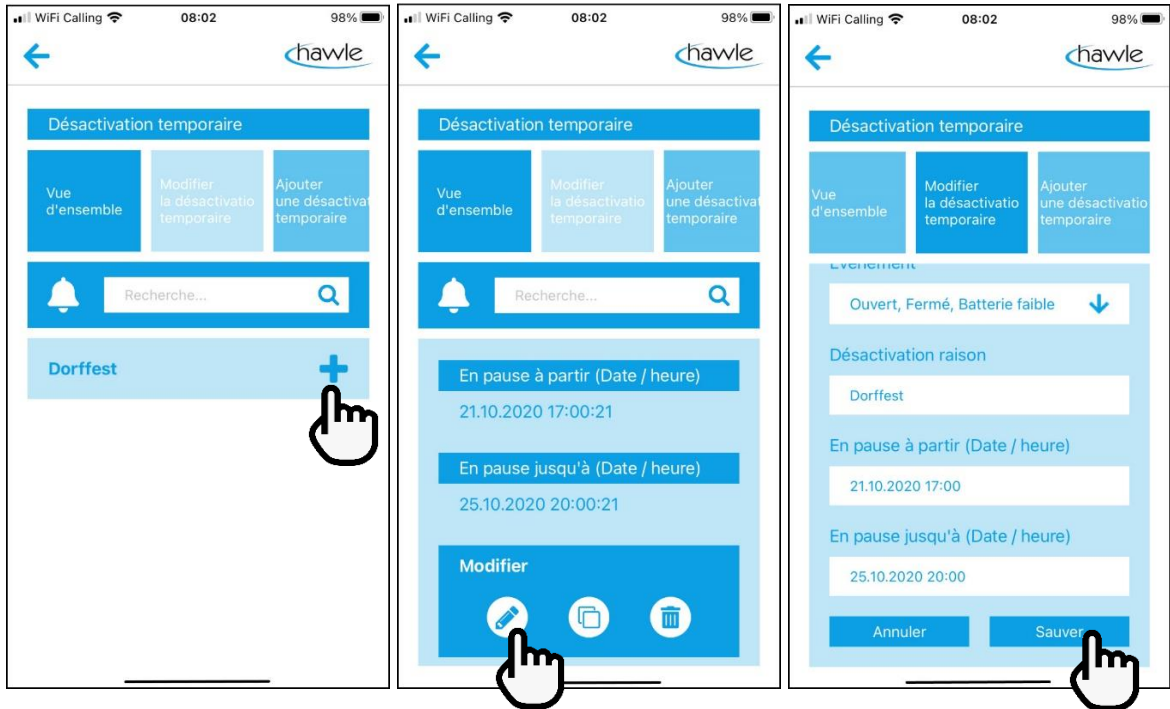 WiFi Calling 08:02 98%
hawle
Désactivation temporaire
Vue
d'ensemble
Modifier
la désactivatio
temporaire
Ajouter
une désactivat
temporaire
Recherche...
Dorffest
WiFi Calling 08:02 98%
hawle
Désactivation temporaire
Vue
d'ensemble
Modifier
la désactivatio
temporaire
Ajouter
une désactivat
temporaire
Recherche...
En pause à partir (Date / heure)
21.10.2020 17:00:21
En pause jusqu'à (Date / heure)
25.10.2020 20:00:21
Modifier
WiFi Calling 08:02 98%
hawle
Désactivation temporaire
Vue
d'ensemble
Modifier
la désactivatio
temporaire
Ajouter
une désactivatio
temporaire
Evénement
Ouvert, Fermé, Batterie faible
Désactivation raison
Dorffest
En pause à partir (Date / heure)
21.10.2020 17:00
En pause jusqu'à (Date / heure)
25.10.2020 20:00
Annuler
Sauver